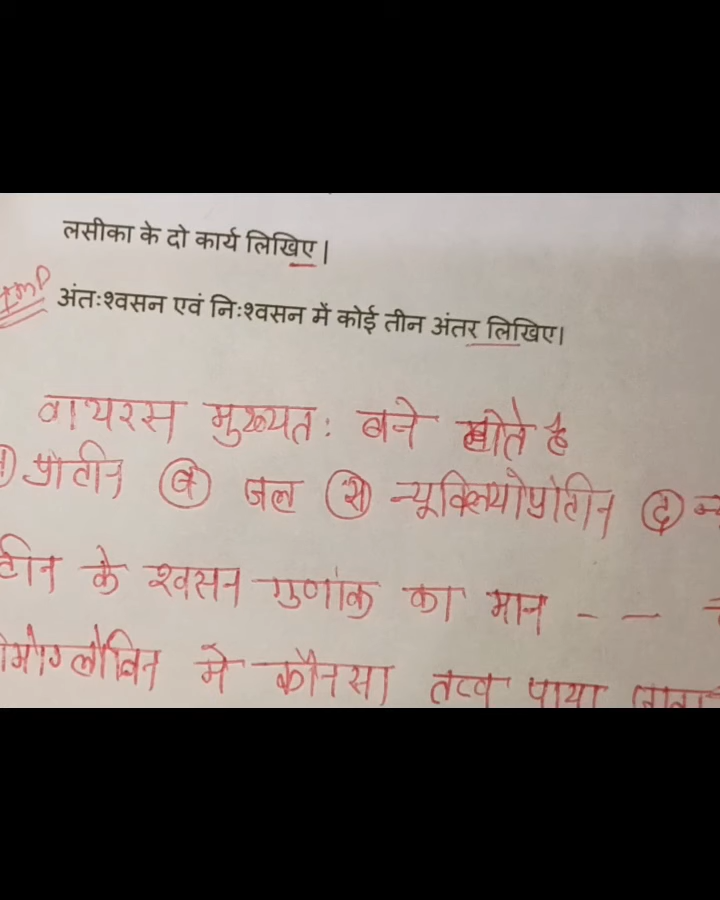 लसीका के दो कार्य लिखिए।
Imp अंतःश्वसन एवं निःश्वसन में कोई तीन अंतर लिखिए।
वायरस मुख्यतः बने होते है
प्रोटीन (ब) जल (स) न्यूक्लियोप्रोटीन (द)
टीन के श्वसन गुणांक का मान - -
मोग्लोविन मे कौनसा तत्व पाया जाता